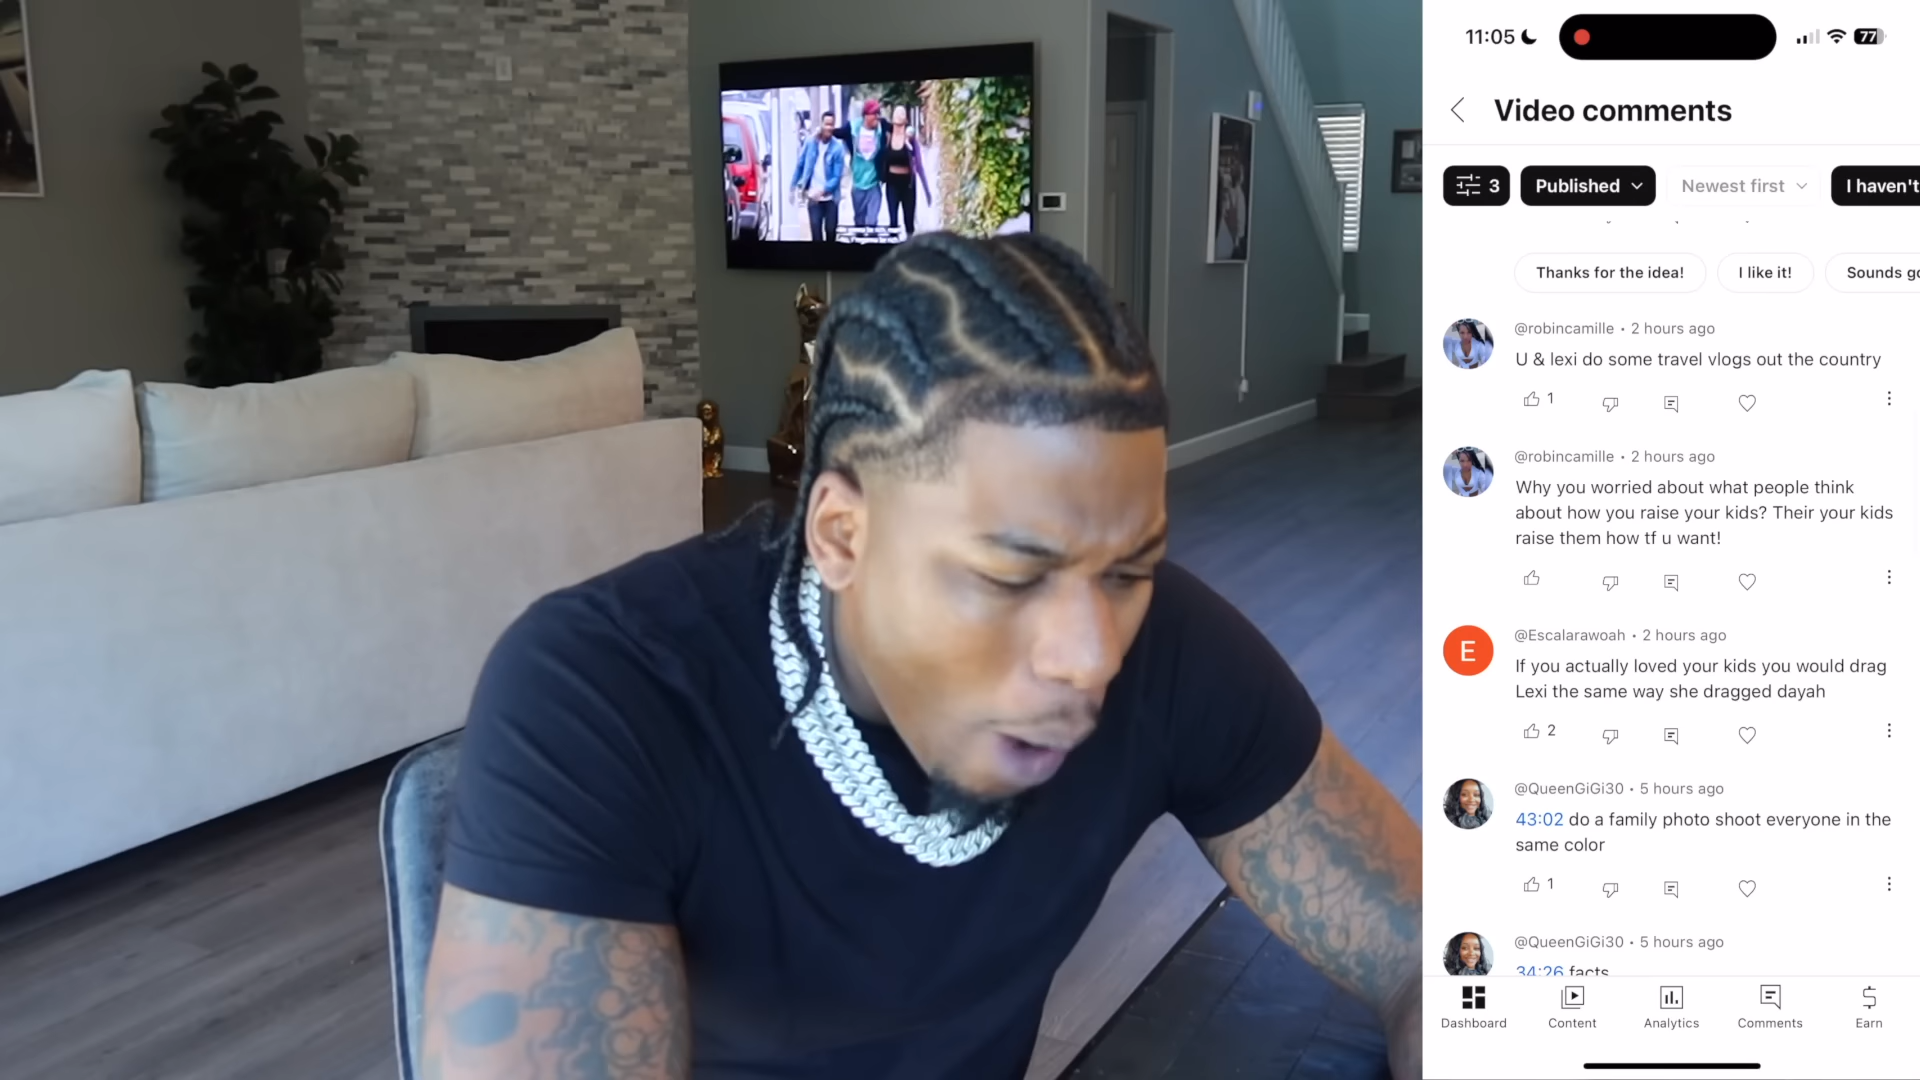 11:05
77
Video comments
3
Published
Newest first
I haven't
Thanks for the idea!
I like it!
Sounds go
@robincamille • 2 hours ago
U & lexi do some travel vlogs out the country
1
@robincamille • 2 hours ago
Why you worried about what people think
about how you raise your kids? Their your kids
raise them how tf u want!
E
@Escalarawoah • 2 hours ago
If you actually loved your kids you would drag
Lexi the same way she dragged dayah
2
@QueenGiGi30 • 5 hours ago
43:02 do a family photo shoot everyone in the
same color
1
@QueenGiGi30 • 5 hours ago
34:26 facts
Dashboard
Content
Analytics
Comments
Earn